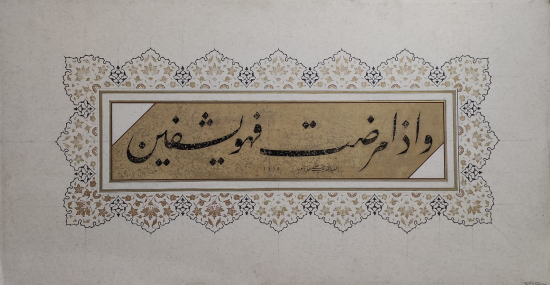 واذا مرضت فهو يشفين